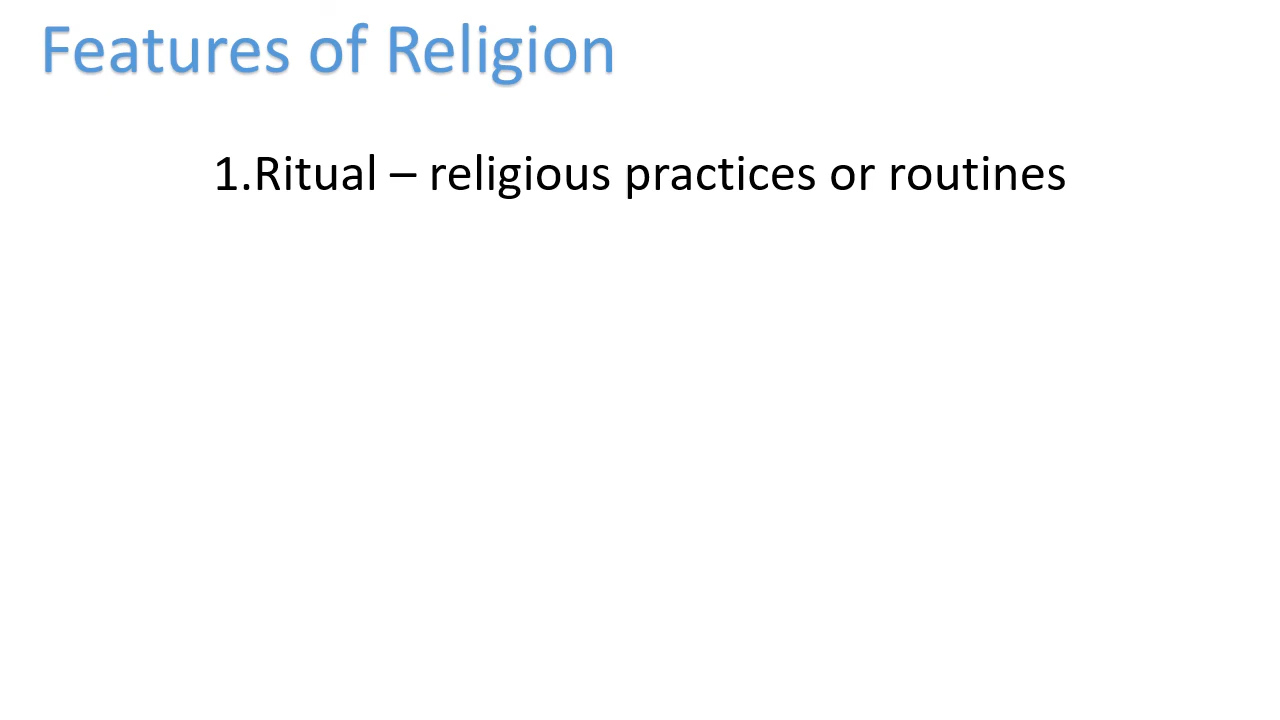 Features of Religion
1.Ritual – religious practices or routines